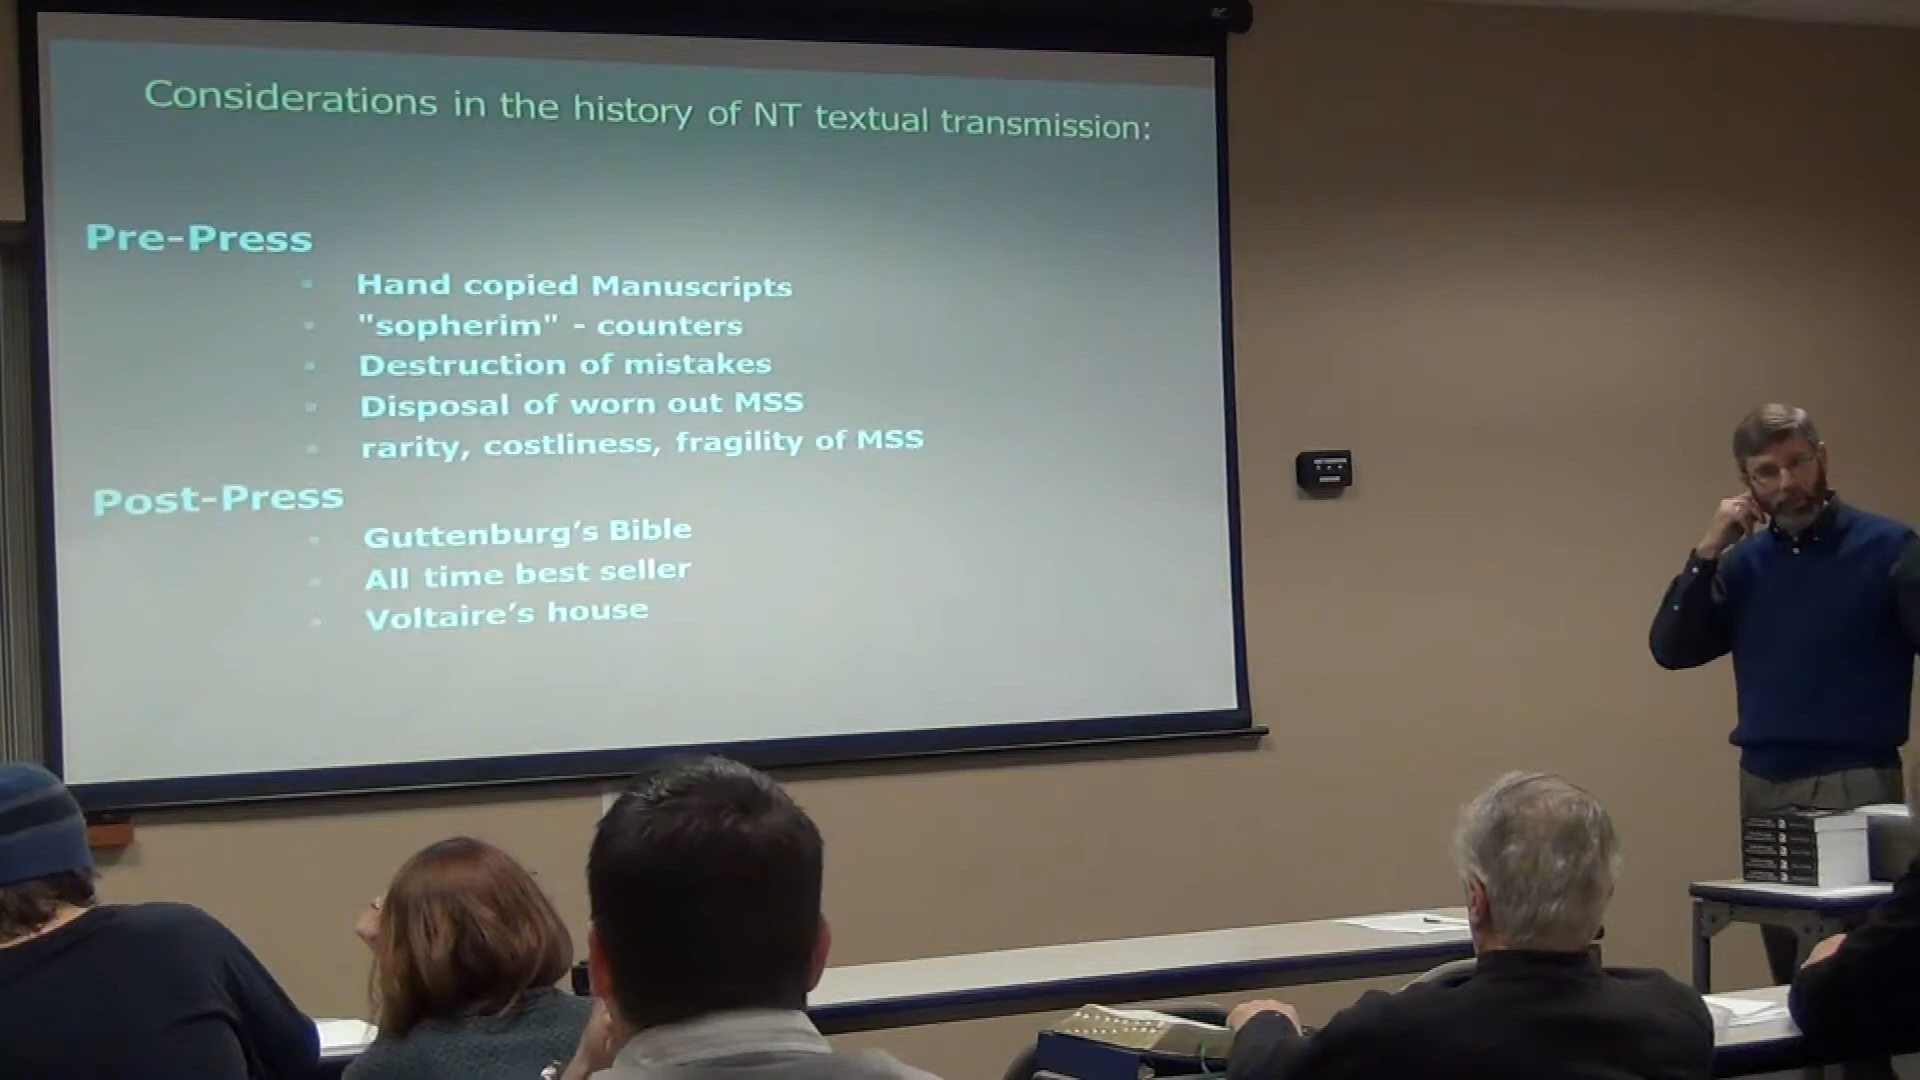 Considerations in the history of NT textual transmission:
Pre-Press
Hand copied Manuscripts
"sopherim" - counters
Destruction of mistakes
Disposal of worn out MSS
rarity, costliness, fragility of MSS
Post-Press
Guttenburg’s Bible
All time best seller
Voltaire’s house